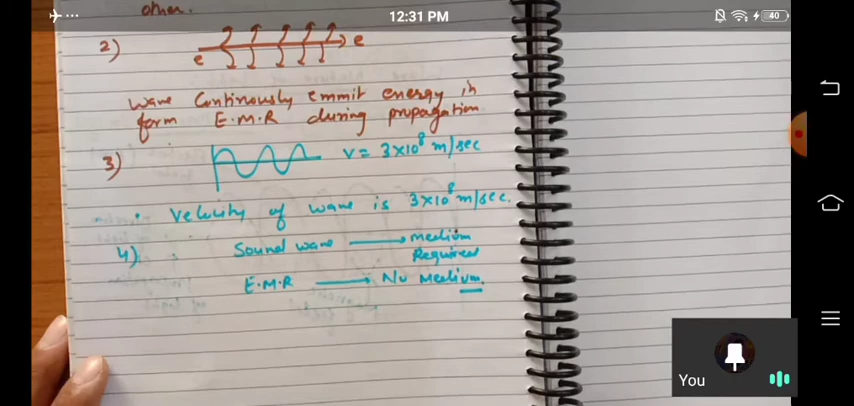 12:31 PM
40
other.
2)
e e
wave Continuously emmit energy in
form E.M.R during propagation
3) v = 3×10⁸ m/sec
• Velocity of wave is 3×10⁸ m/sec.
4) Sound wave → medium
Required
E.M.R → No Medium.
You